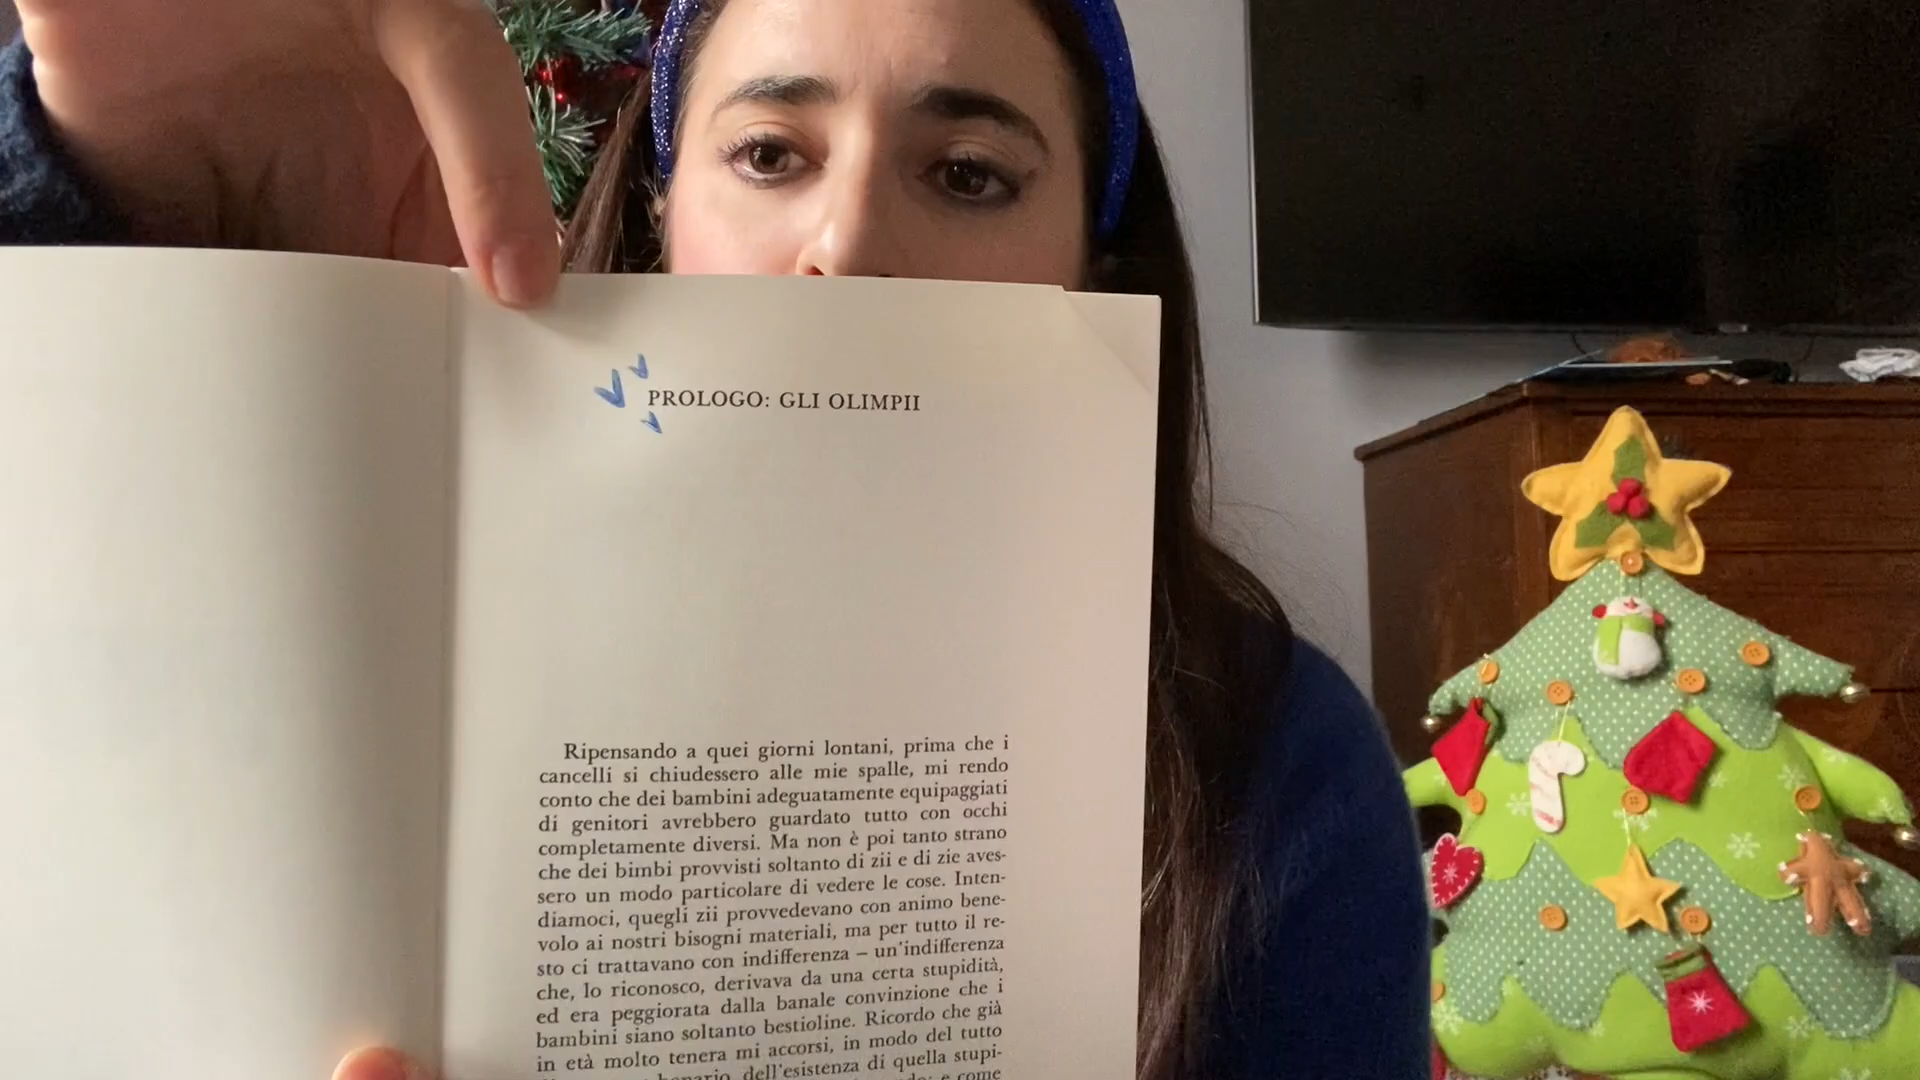 PROLOGO: GLI OLIMPII
Ripensando a quei giorni lontani, prima che i
cancelli si chiudessero alle mie spalle, mi rendo
conto che dei bambini adeguatamente equipaggiati
di genitori avrebbero guardato tutto con occhi
completamente diversi. Ma non è poi tanto strano
che dei bimbi provvisti soltanto di zii e di zie aves-
sero un modo particolare di vedere le cose. Inten-
diamoci, quegli zii provvedevano con animo bene-
volo ai nostri bisogni materiali, ma per tutto il re-
sto ci trattavano con indifferenza – un'indifferenza
che, lo riconosco, derivava da una certa stupidità,
ed era peggiorata dalla banale convinzione che i
bambini siano soltanto bestioline. Ricordo che già
in età molto tenera mi accorsi, in modo del tutto
dell'esistenza di quella stupi-
e come